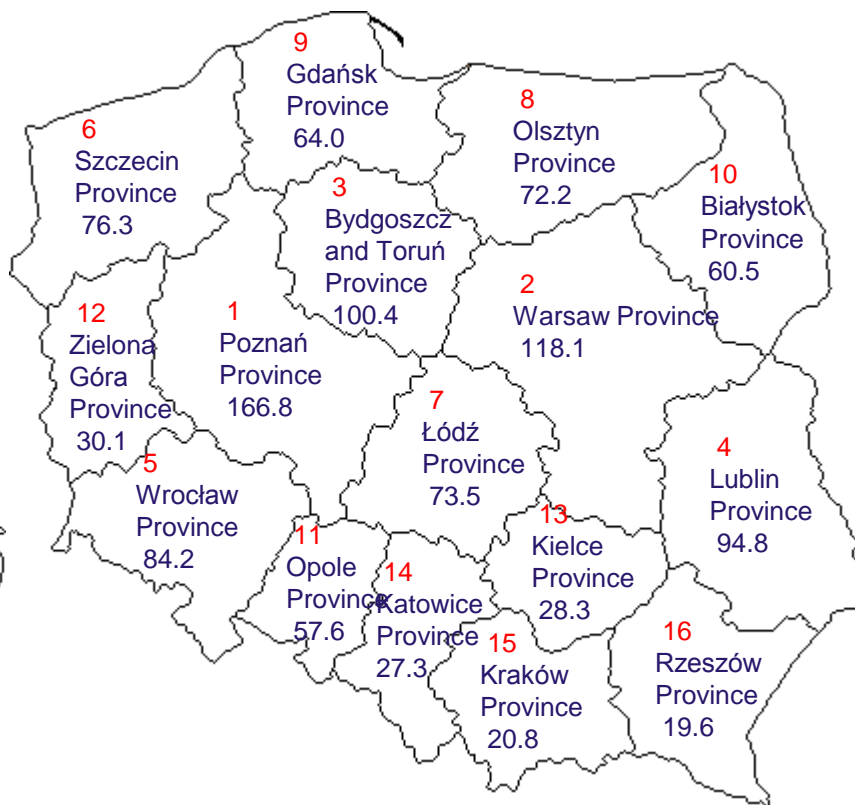 9
Gdańsk
Province
64.0
8
Olsztyn
Province
72.2
6
Szczecin
Province
76.3
3
Bydgoszcz
and Toruń
Province
100.4
10
Białystok
Province
60.5
2
Warsaw Province
118.1
12
Zielona
Góra
Province
30.1
1
Poznań
Province
166.8
7
Łódź
Province
73.5
4
Lublin
Province
94.8
5
Wrocław
Province
84.2
11
Opole
Province
57.6
13
Kielce
Province
28.3
14
Katowice
Province
27.3
15
Kraków
Province
20.8
16
Rzeszów
Province
19.6